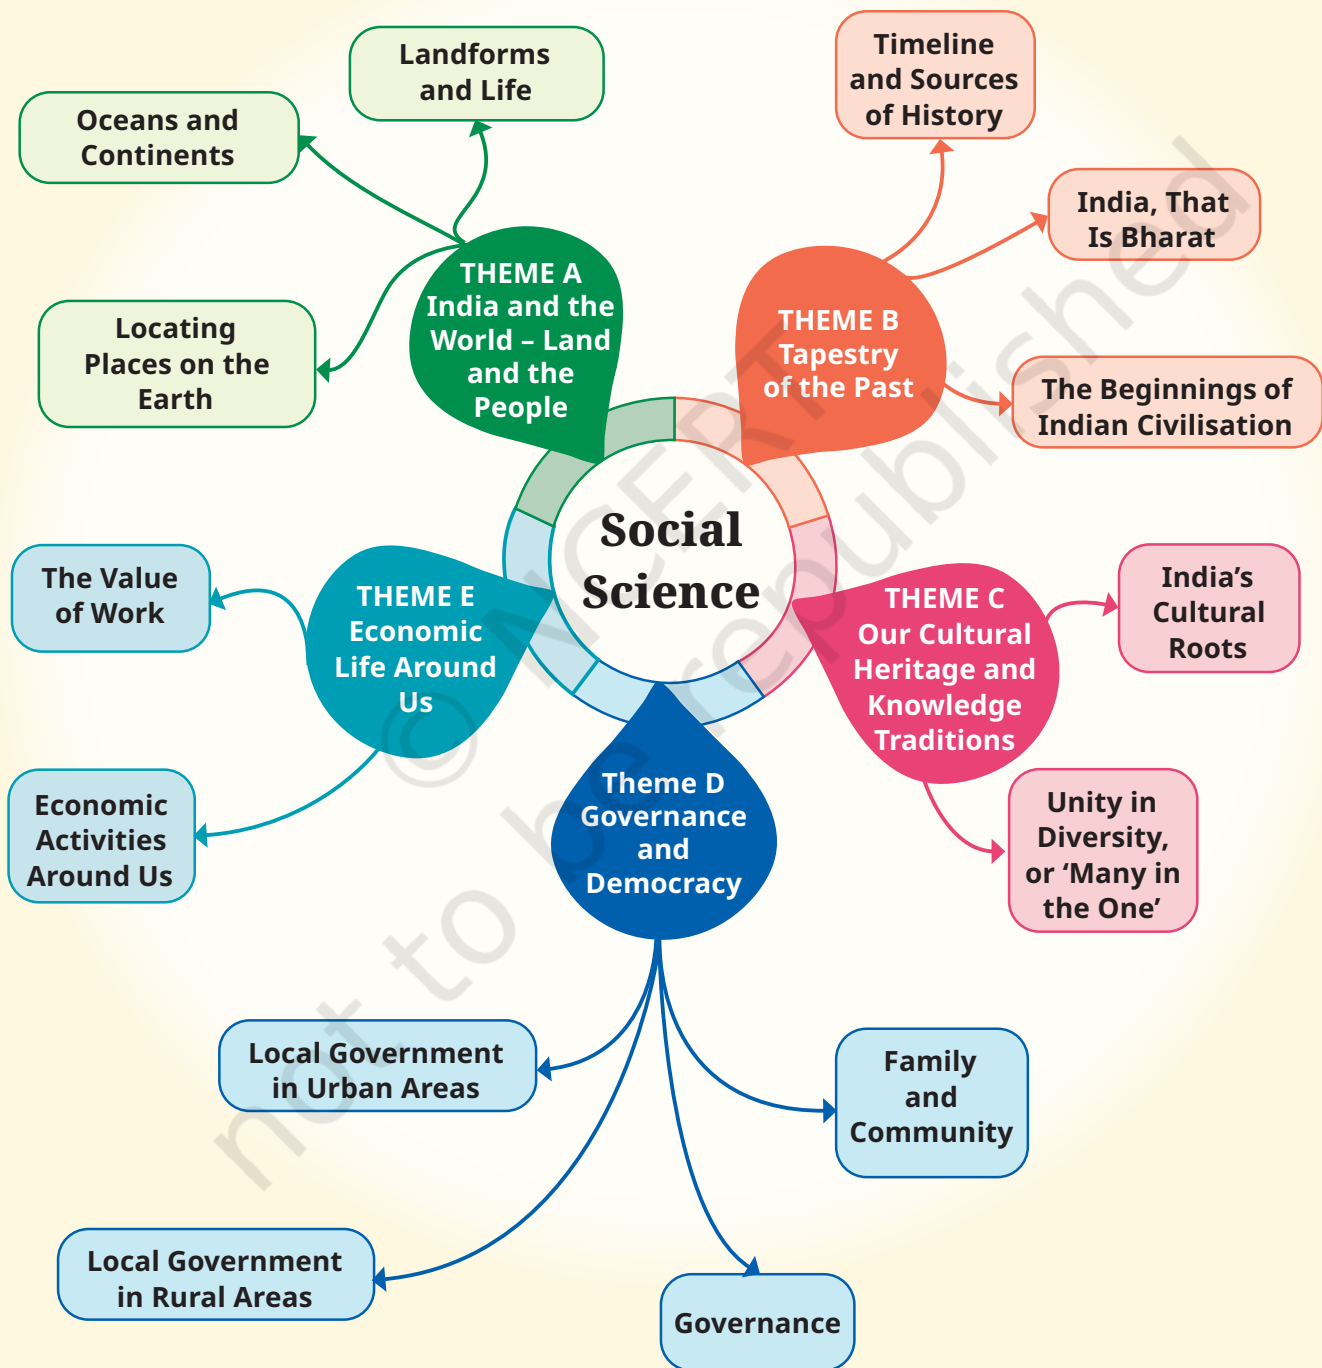 Landforms
and Life
Oceans and
Continents
Locating
Places on the
Earth
THEME A
India and the
World – Land
and the
People
Timeline
and Sources
of History
India, That
Is Bharat
The Beginnings of
Indian Civilisation
THEME B
Tapestry
of the Past
Social
Science
THEME C
Our Cultural
Heritage and
Knowledge
Traditions
India’s
Cultural
Roots
Unity in
Diversity,
or ‘Many in
the One’
THEME E
Economic
Life Around
Us
The Value
of Work
Economic
Activities
Around Us
Theme D
Governance
and
Democracy
Local Government
in Urban Areas
Family
and
Community
Local Government
in Rural Areas
Governance
© NCERT
not to be republished